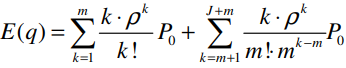 E(q) = \sum_{k=1}^{m} \frac{k \cdot \rho^k}{k!} P_0 + \sum_{k=m+1}^{J+m} \frac{k \cdot \rho^k}{m! \cdot m^{k-m}} P_0